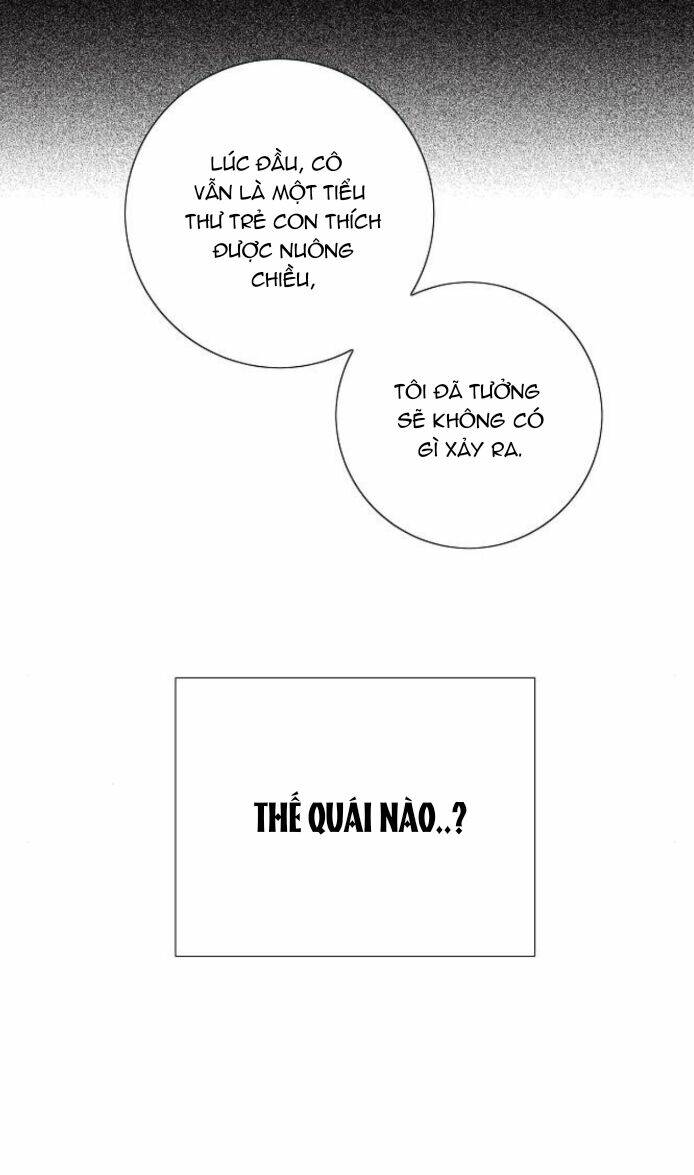 LÚC ĐẦU, CÔ
VẪN LÀ MỘT TIỂU
THƯ TRẺ CON THÍCH
ĐƯỢC NUÔNG
CHIỀU,
TÔI ĐÃ TƯỞNG
SẼ KHÔNG CÓ
GÌ XẢY RA.
THẾ QUÁI NÀO..?